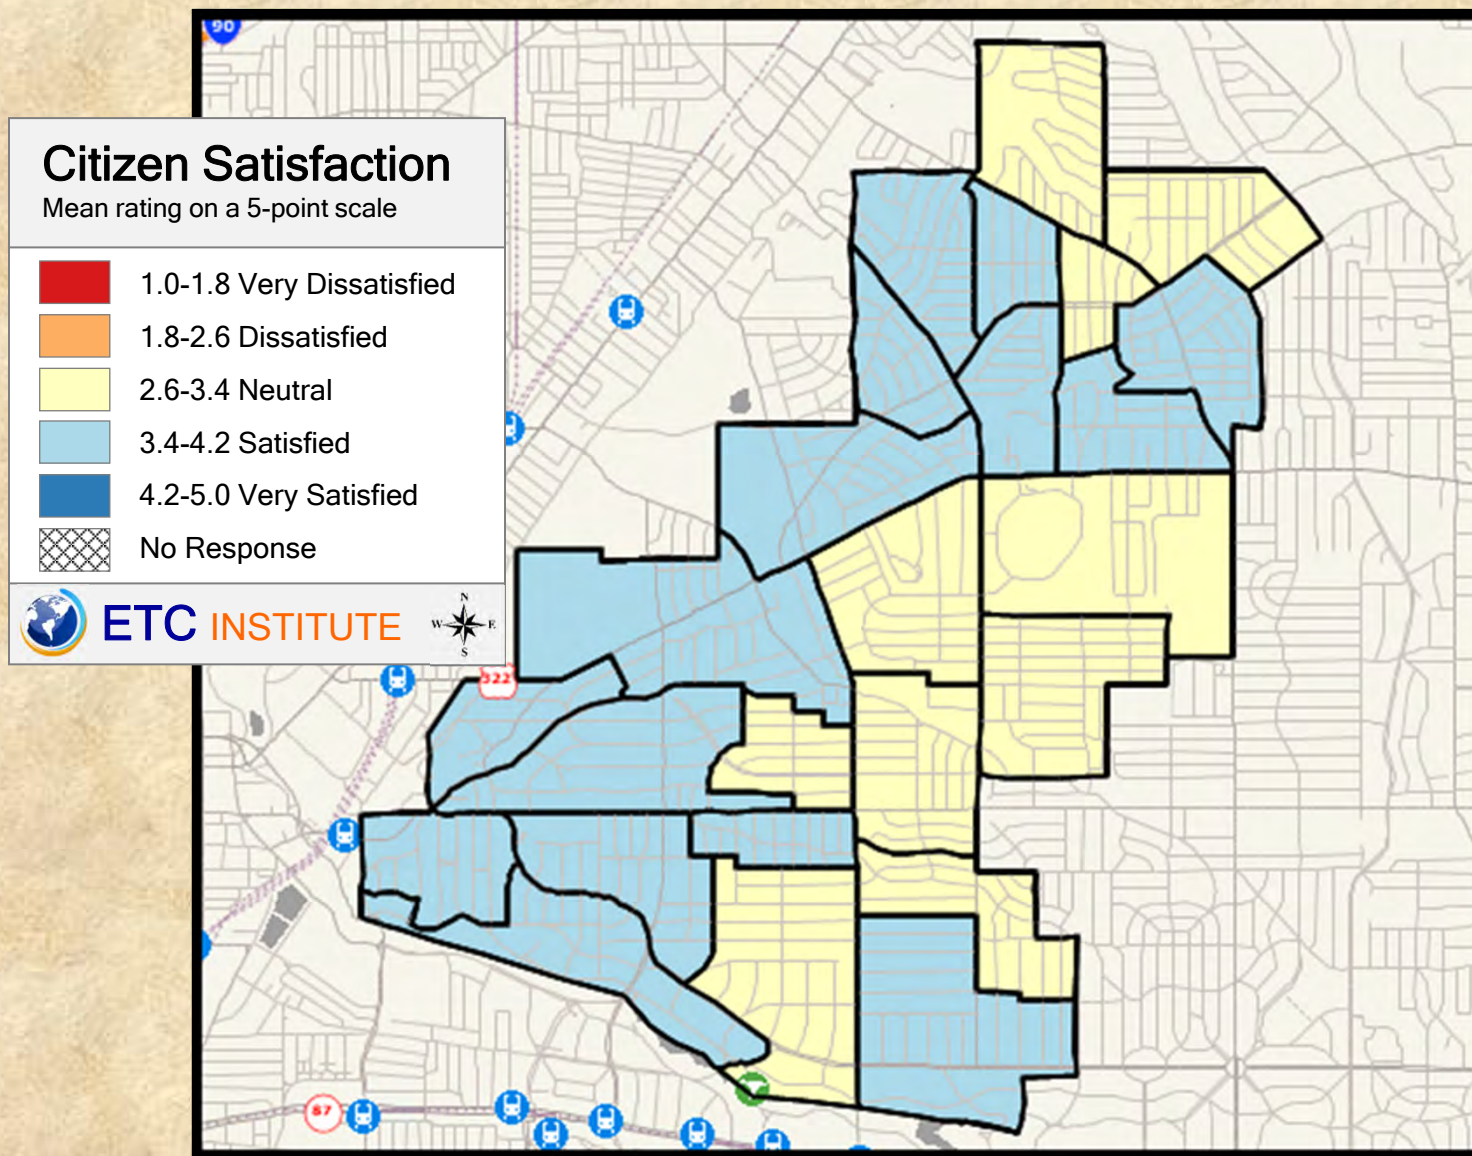 90
Citizen Satisfaction
Mean rating on a 5-point scale
1.0-1.8 Very Dissatisfied
1.8-2.6 Dissatisfied
2.6-3.4 Neutral
3.4-4.2 Satisfied
4.2-5.0 Very Satisfied
No Response
ETC INSTITUTE
N
W E
S
322
87